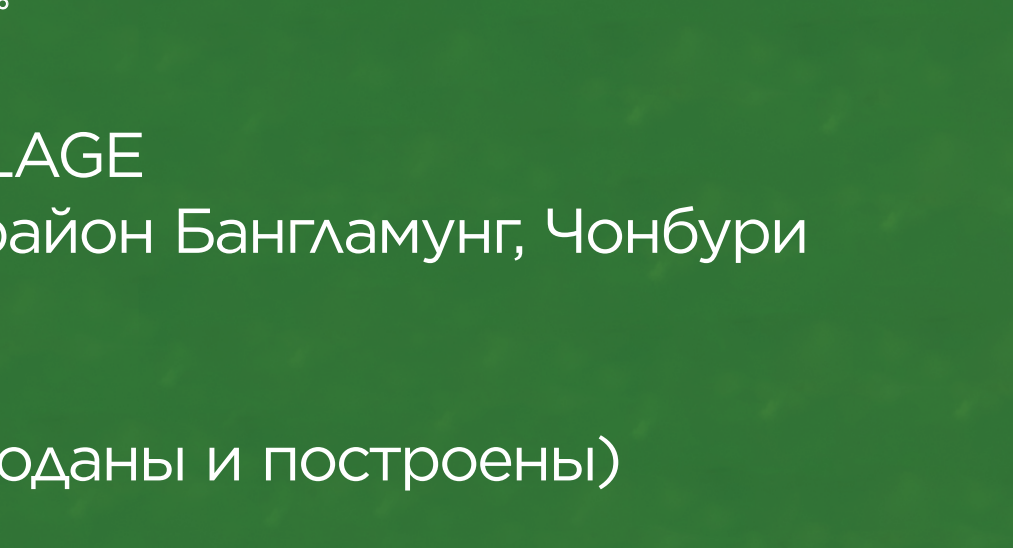 LAGE
район Бангламунг, Чонбури
оданы и построены)